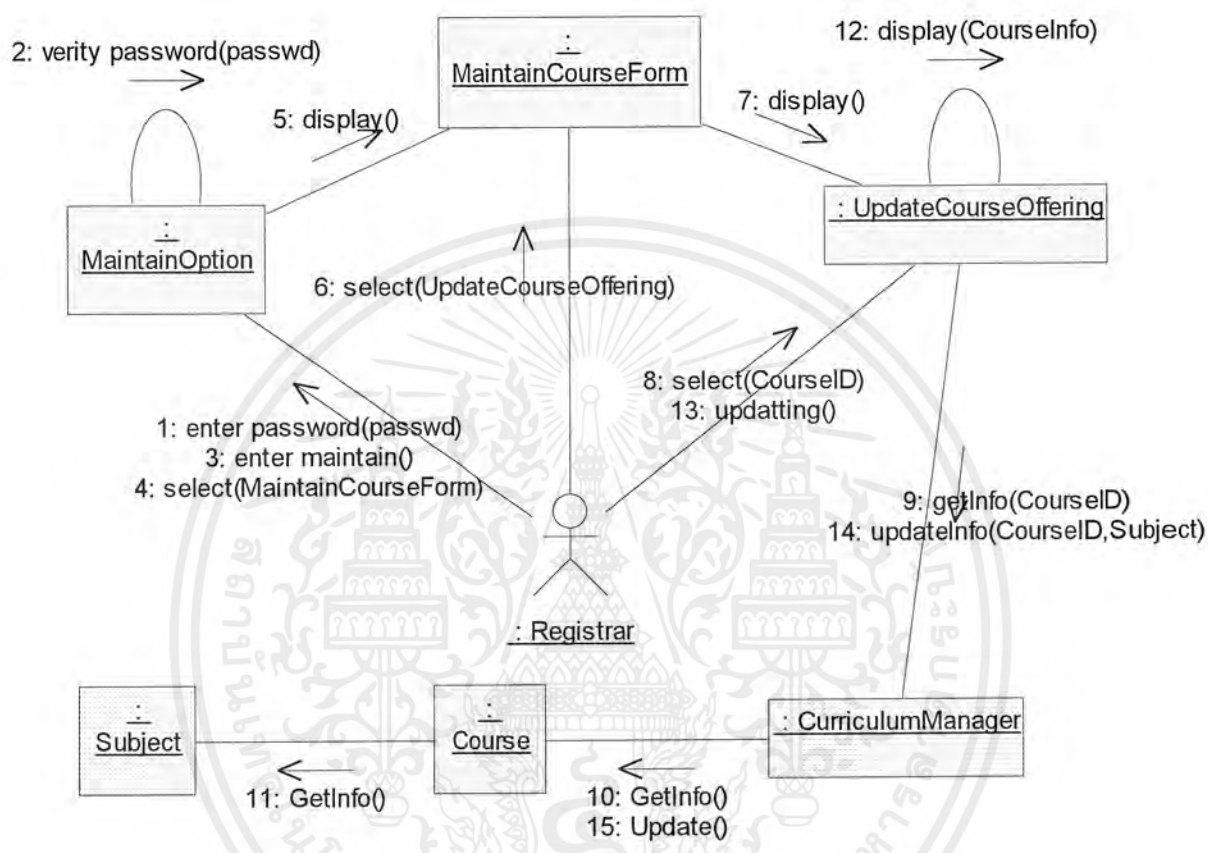 2: verity password(passwd)
:
MaintainCourseForm
12: display(CourseInfo)
5: display()
7: display()
:
MaintainOption
: UpdateCourseOffering
6: select(UpdateCourseOffering)
8: select(CourseID)
13: updatting()
1: enter password(passwd)
3: enter maintain()
4: select(MaintainCourseForm)
9: getInfo(CourseID)
14: updateInfo(CourseID,Subject)
: Registrar
:
Subject
:
Course
: CurriculumManager
11: GetInfo()
10: GetInfo()
15: Update()